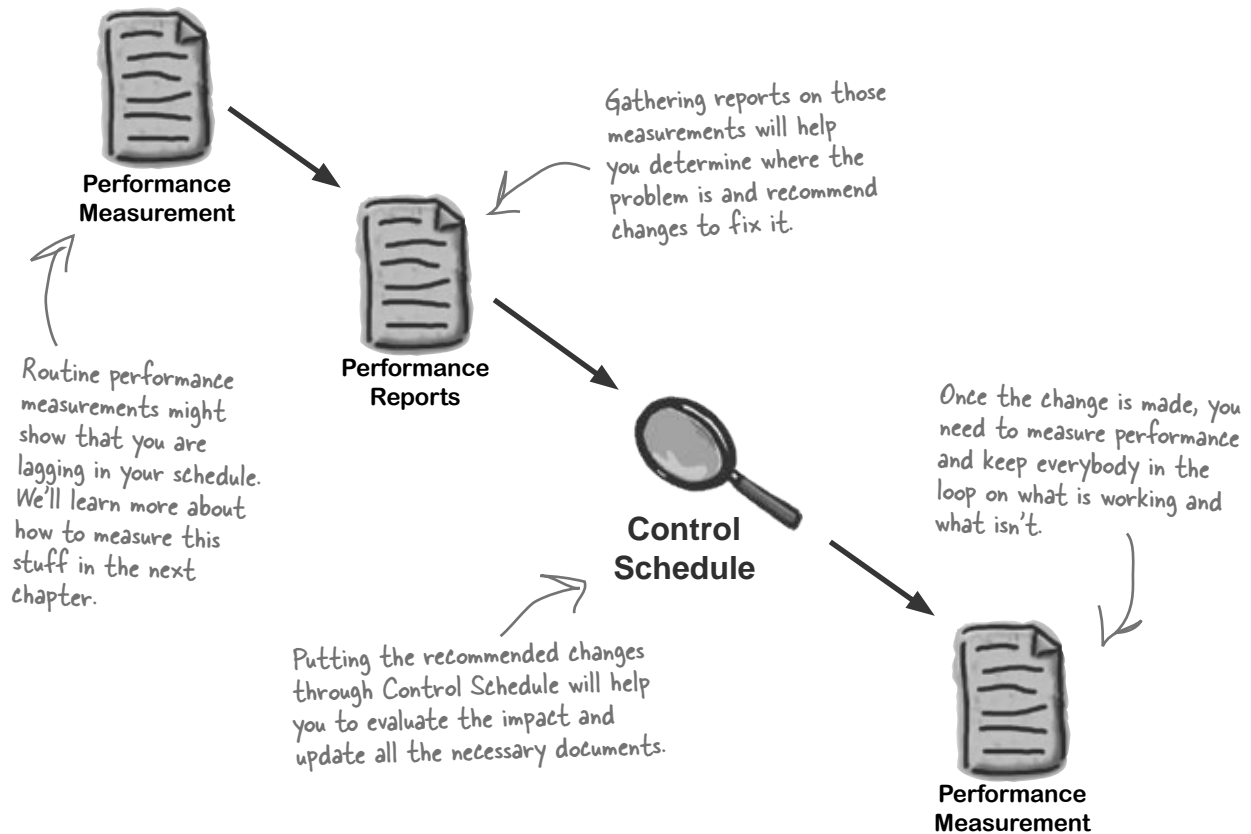 Performance
Measurement
Gathering reports on those
measurements will help
you determine where the
problem is and recommend
changes to fix it.
Performance
Reports
Routine performance
measurements might
show that you are
lagging in your schedule.
We'll learn more about
how to measure this
stuff in the next
chapter.
Once the change is made, you
need to measure performance
and keep everybody in the
loop on what is working and
what isn't.
Control
Schedule
Putting the recommended changes
through Control Schedule will help
you to evaluate the impact and
update all the necessary documents.
Performance
Measurement